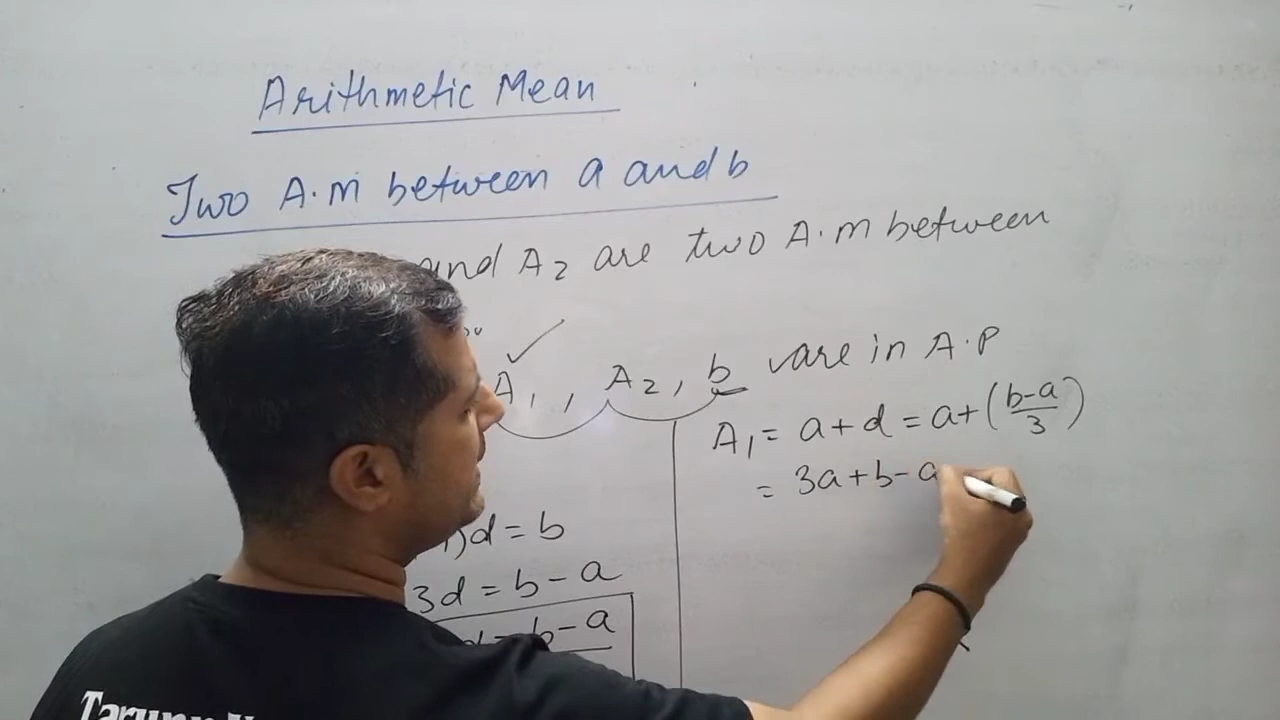 Arithmetic Mean
Two A.M between a and b
and A₂ are two A.M between
A₁, A₂, b are in A.P
A₁ = a + d = a + (b-a/3)
= 3a + b - a
)d = b
3d = b - a
d = b - a